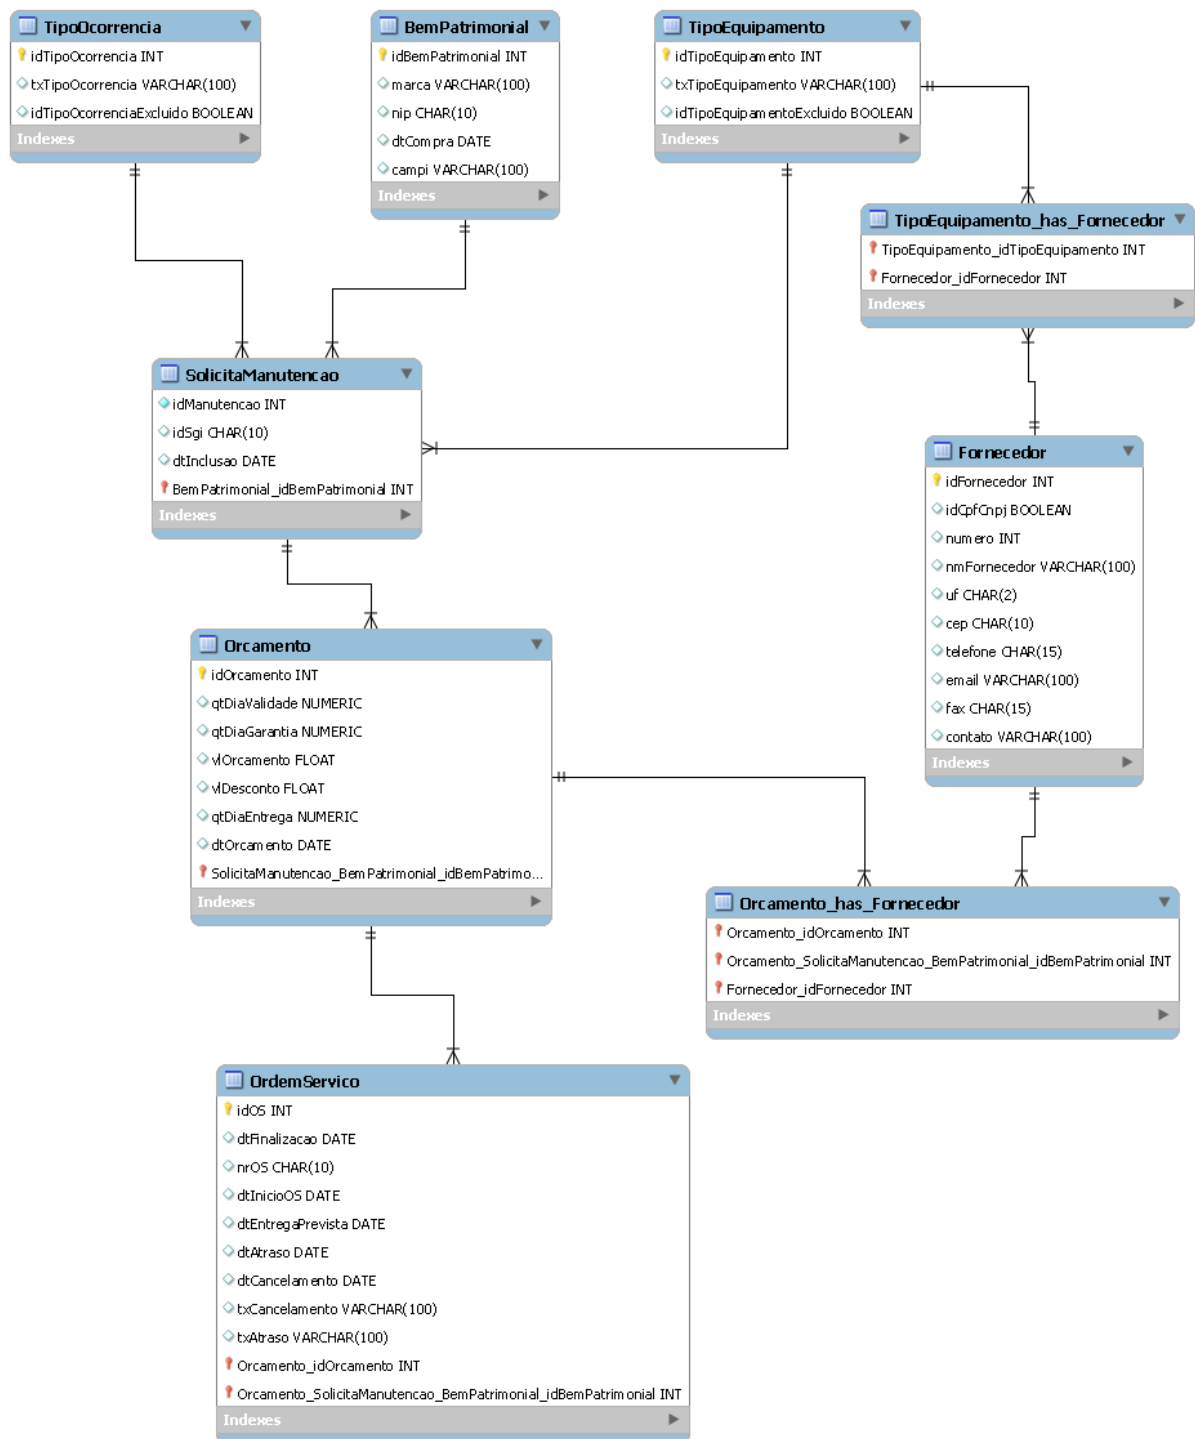 TipoOcorrencia
idTipoOcorrencia INT
txTipoOcorrencia VARCHAR(100)
idTipoOcorrenciaExcluido BOOLEAN
Indexes
BemPatrimonial
idBemPatrimonial INT
marca VARCHAR(100)
nip CHAR(10)
dtCompra DATE
campi VARCHAR(100)
Indexes
TipoEquipamento
idTipoEquipamento INT
txTipoEquipamento VARCHAR(100)
idTipoEquipamentoExcluido BOOLEAN
Indexes
TipoEquipamento_has_Fornecedor
TipoEquipamento_idTipoEquipamento INT
Fornecedor_idFornecedor INT
Indexes
SolicitaManutencao
idManutencao INT
idSgi CHAR(10)
dtInclusao DATE
BemPatrimonial_idBemPatrimonial INT
Indexes
Fornecedor
idFornecedor INT
idCpfCnpj BOOLEAN
numero INT
nmFornecedor VARCHAR(100)
uf CHAR(2)
cep CHAR(10)
telefone CHAR(15)
email VARCHAR(100)
fax CHAR(15)
contato VARCHAR(100)
Indexes
Orcamento
idOrcamento INT
qtDiaValidade NUMERIC
qtDiaGarantia NUMERIC
vlOrcamento FLOAT
vlDesconto FLOAT
qtDiaEntrega NUMERIC
dtOrcamento DATE
SolicitaManutencao_BemPatrimonial_idBemPatrimo...
Indexes
Orcamento_has_Fornecedor
Orcamento_idOrcamento INT
Orcamento_SolicitaManutencao_BemPatrimonial_idBemPatrimonial INT
Fornecedor_idFornecedor INT
Indexes
OrdemServico
idOS INT
dtFinalizacao DATE
nrOS CHAR(10)
dtInicioOS DATE
dtEntregaPrevista DATE
dtAtraso DATE
dtCancelamento DATE
txCancelamento VARCHAR(100)
txAtraso VARCHAR(100)
Orcamento_idOrcamento INT
Orcamento_SolicitaManutencao_BemPatrimonial_idBemPatrimonial INT
Indexes